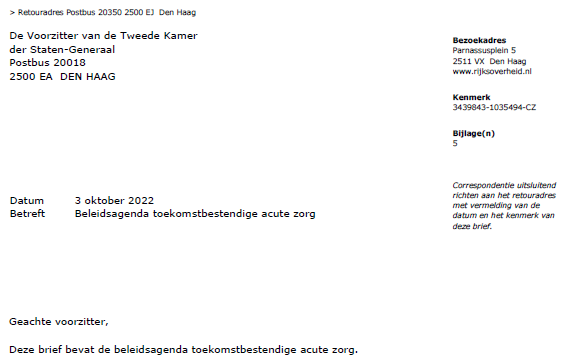 > Retouradres Postbus 20350 2500 EJ  Den Haag
De Voorzitter van de Tweede Kamer
der Staten-Generaal
Postbus 20018
2500 EA  DEN HAAG
Bezoekadres
Parnassusplein 5
2511 VX  Den Haag
www.rijksoverheid.nl
Kenmerk
3439843-1035494-CZ
Bijlage(n)
5
Correspondentie uitsluitend
richten aan het retouradres
met vermelding van de
datum en het kenmerk van
deze brief.
Datum 3 oktober 2022
Betreft Beleidsagenda toekomstbestendige acute zorg
Geachte voorzitter,
Deze brief bevat de beleidsagenda toekomstbestendige acute zorg.